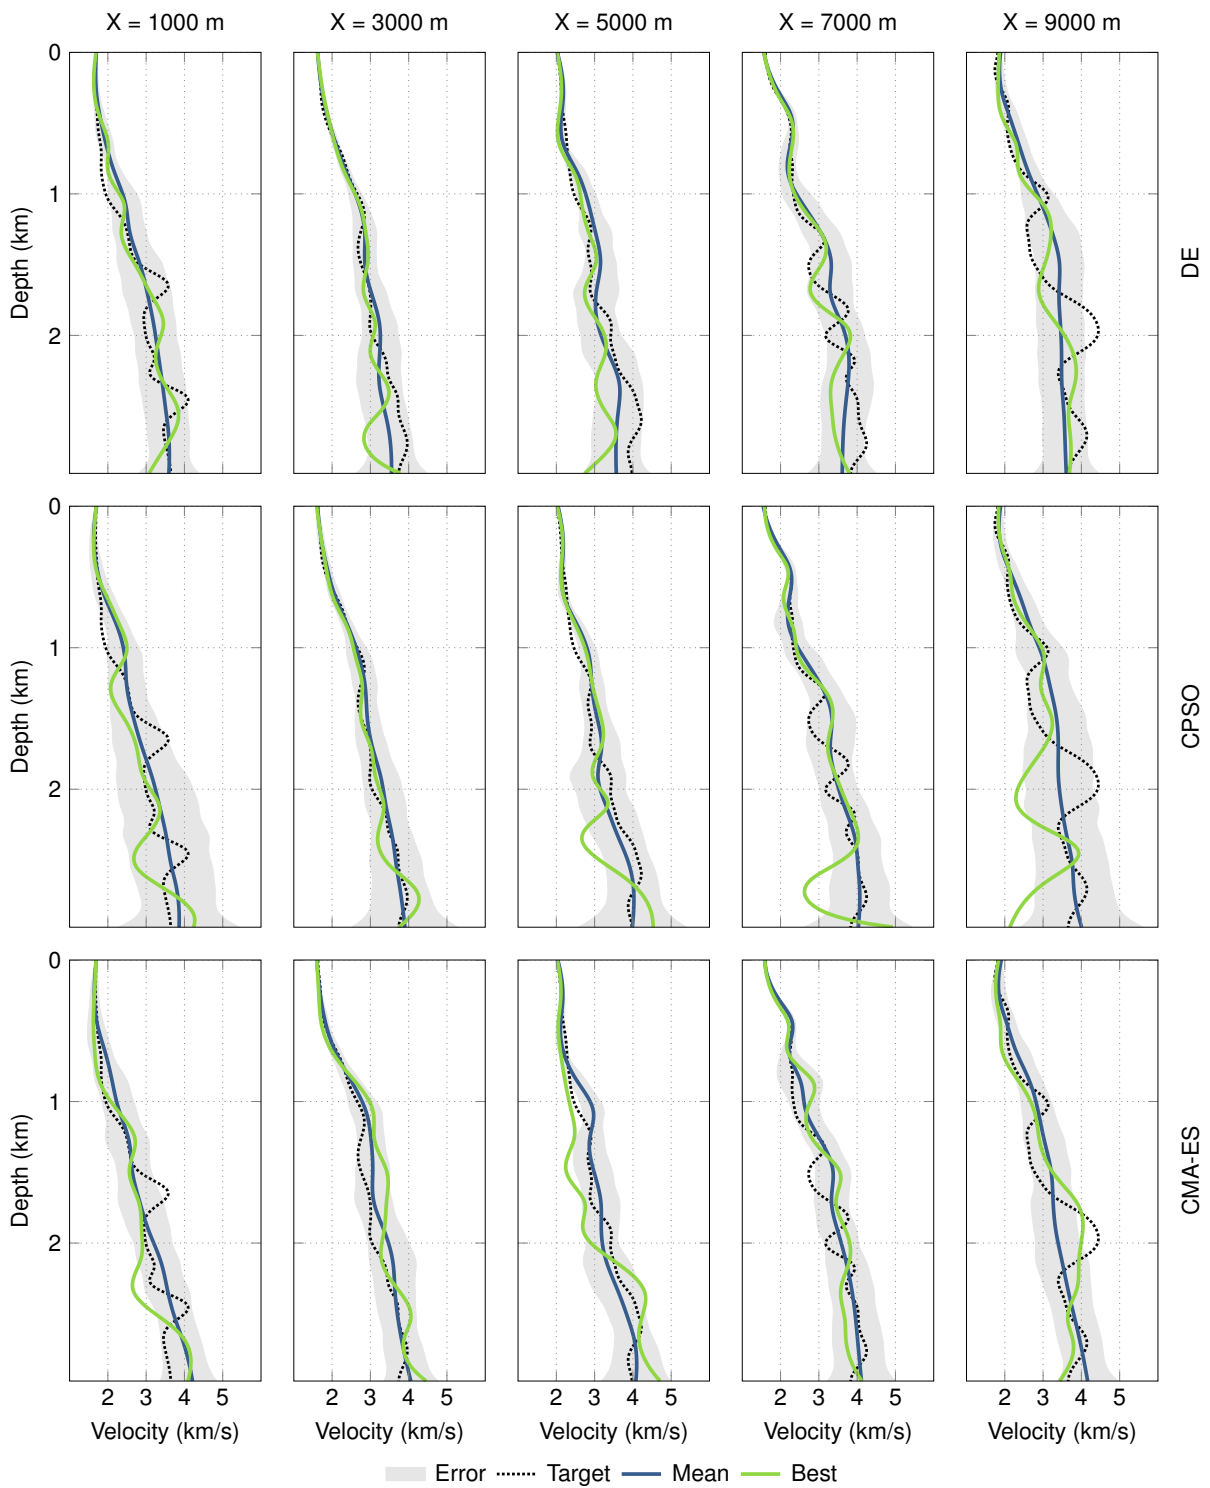 X = 1000 m X = 3000 m X = 5000 m X = 7000 m X = 9000 m
0
1
2
Depth (km)
DE
0
1
2
Depth (km)
CPSO
0
1
2
Depth (km)
CMA-ES
2 3 4 5 2 3 4 5 2 3 4 5 2 3 4 5 2 3 4 5
Velocity (km/s) Velocity (km/s) Velocity (km/s) Velocity (km/s) Velocity (km/s)
Error Target Mean Best